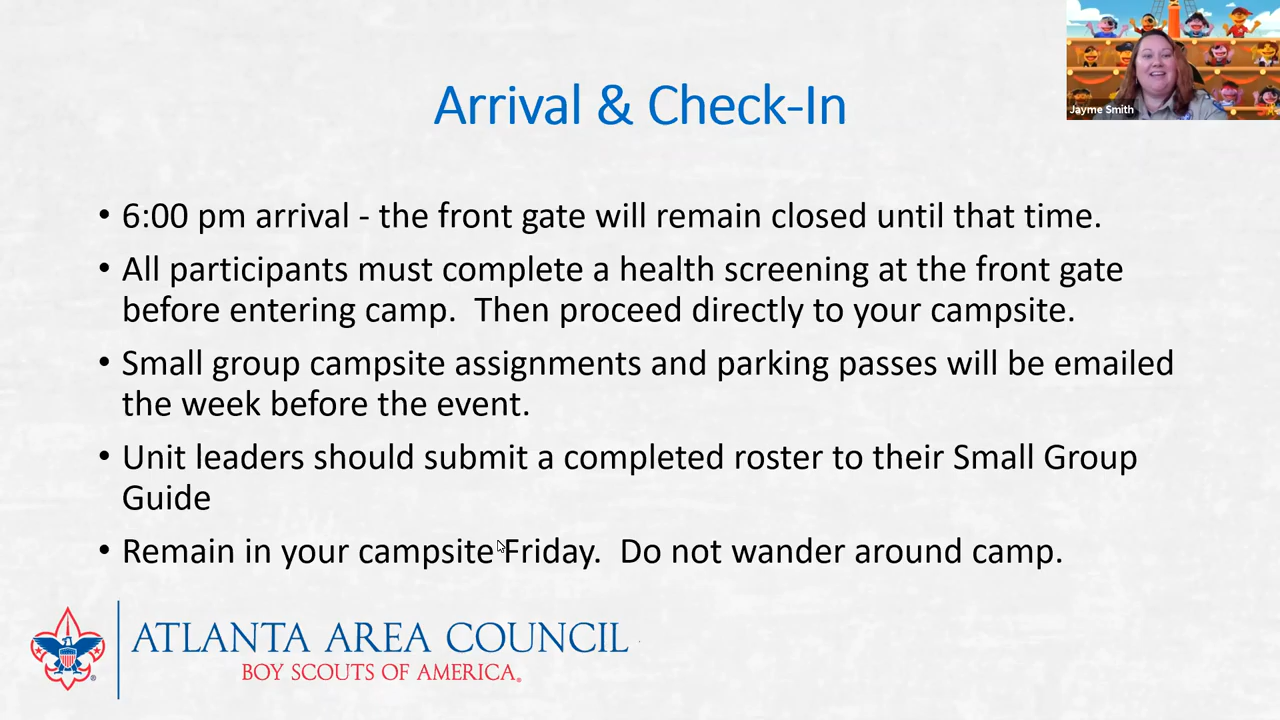 Arrival & Check-In
Jayme Smith
• 6:00 pm arrival - the front gate will remain closed until that time.
• All participants must complete a health screening at the front gate
before entering camp.  Then proceed directly to your campsite.
• Small group campsite assignments and parking passes will be emailed
the week before the event.
• Unit leaders should submit a completed roster to their Small Group
Guide
• Remain in your campsite Friday.  Do not wander around camp.
ATLANTA AREA COUNCIL
BOY SCOUTS OF AMERICA®